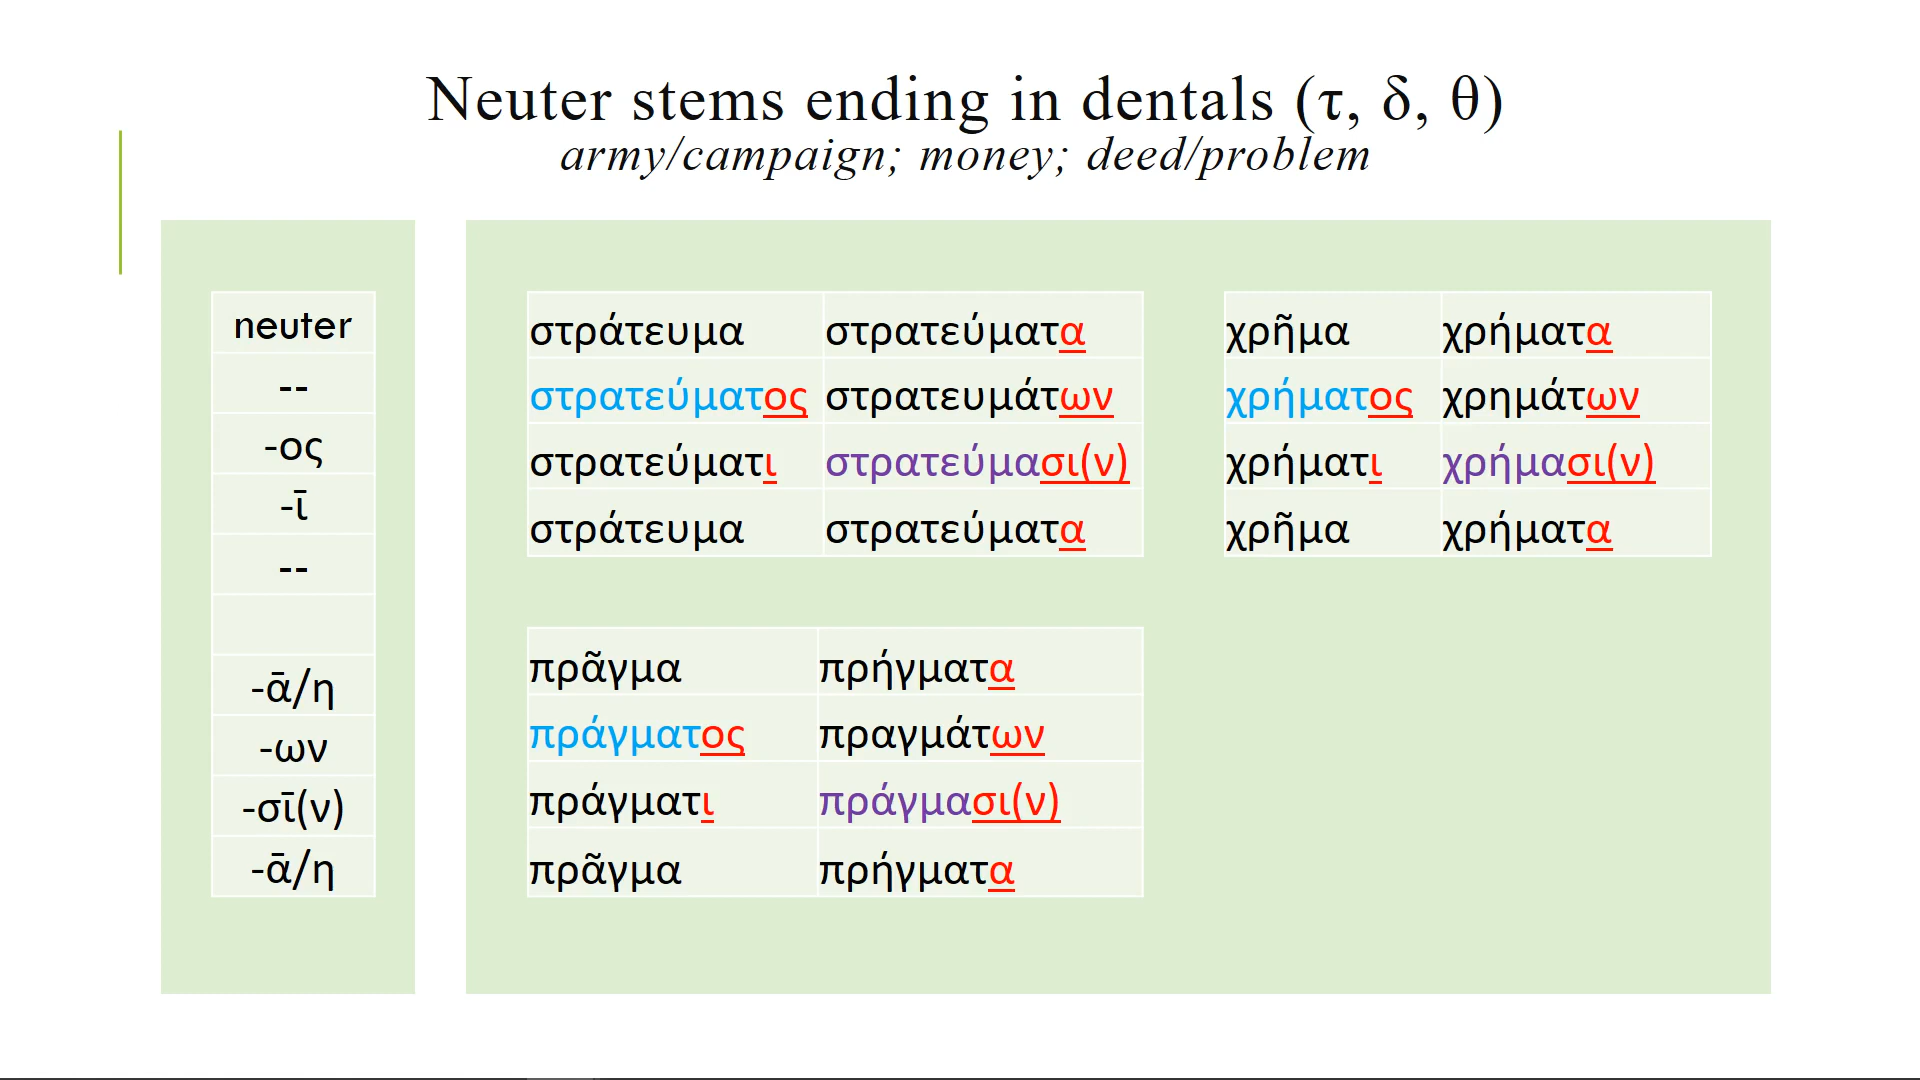 Neuter stems ending in dentals (τ, δ, θ)
army/campaign; money; deed/problem
neuter
--
-ος
-ῑ
--
-ᾱ/η
-ων
-σῑ(ν)
-ᾱ/η
στράτευμα στρατεύματα
στρατεύματος στρατευμάτων
στρατεύματι στρατεύμασι(ν)
στράτευμα στρατεύματα
χρῆμα χρήματα
χρήματος χρημάτων
χρήματι χρήμασι(ν)
χρῆμα χρήματα
πρᾶγμα πρήγματα
πράγματος πραγμάτων
πράγματι πράγμασι(ν)
πρᾶγμα πρήγματα